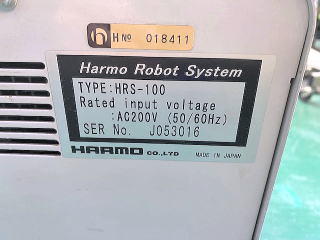 h HNo 018411
Harmo Robot System
TYPE:HRS-100
Rated input voltage
:AC200V (50/60Hz)
SER No. J053016
HARMO CO.,LTD MADE IN JAPAN